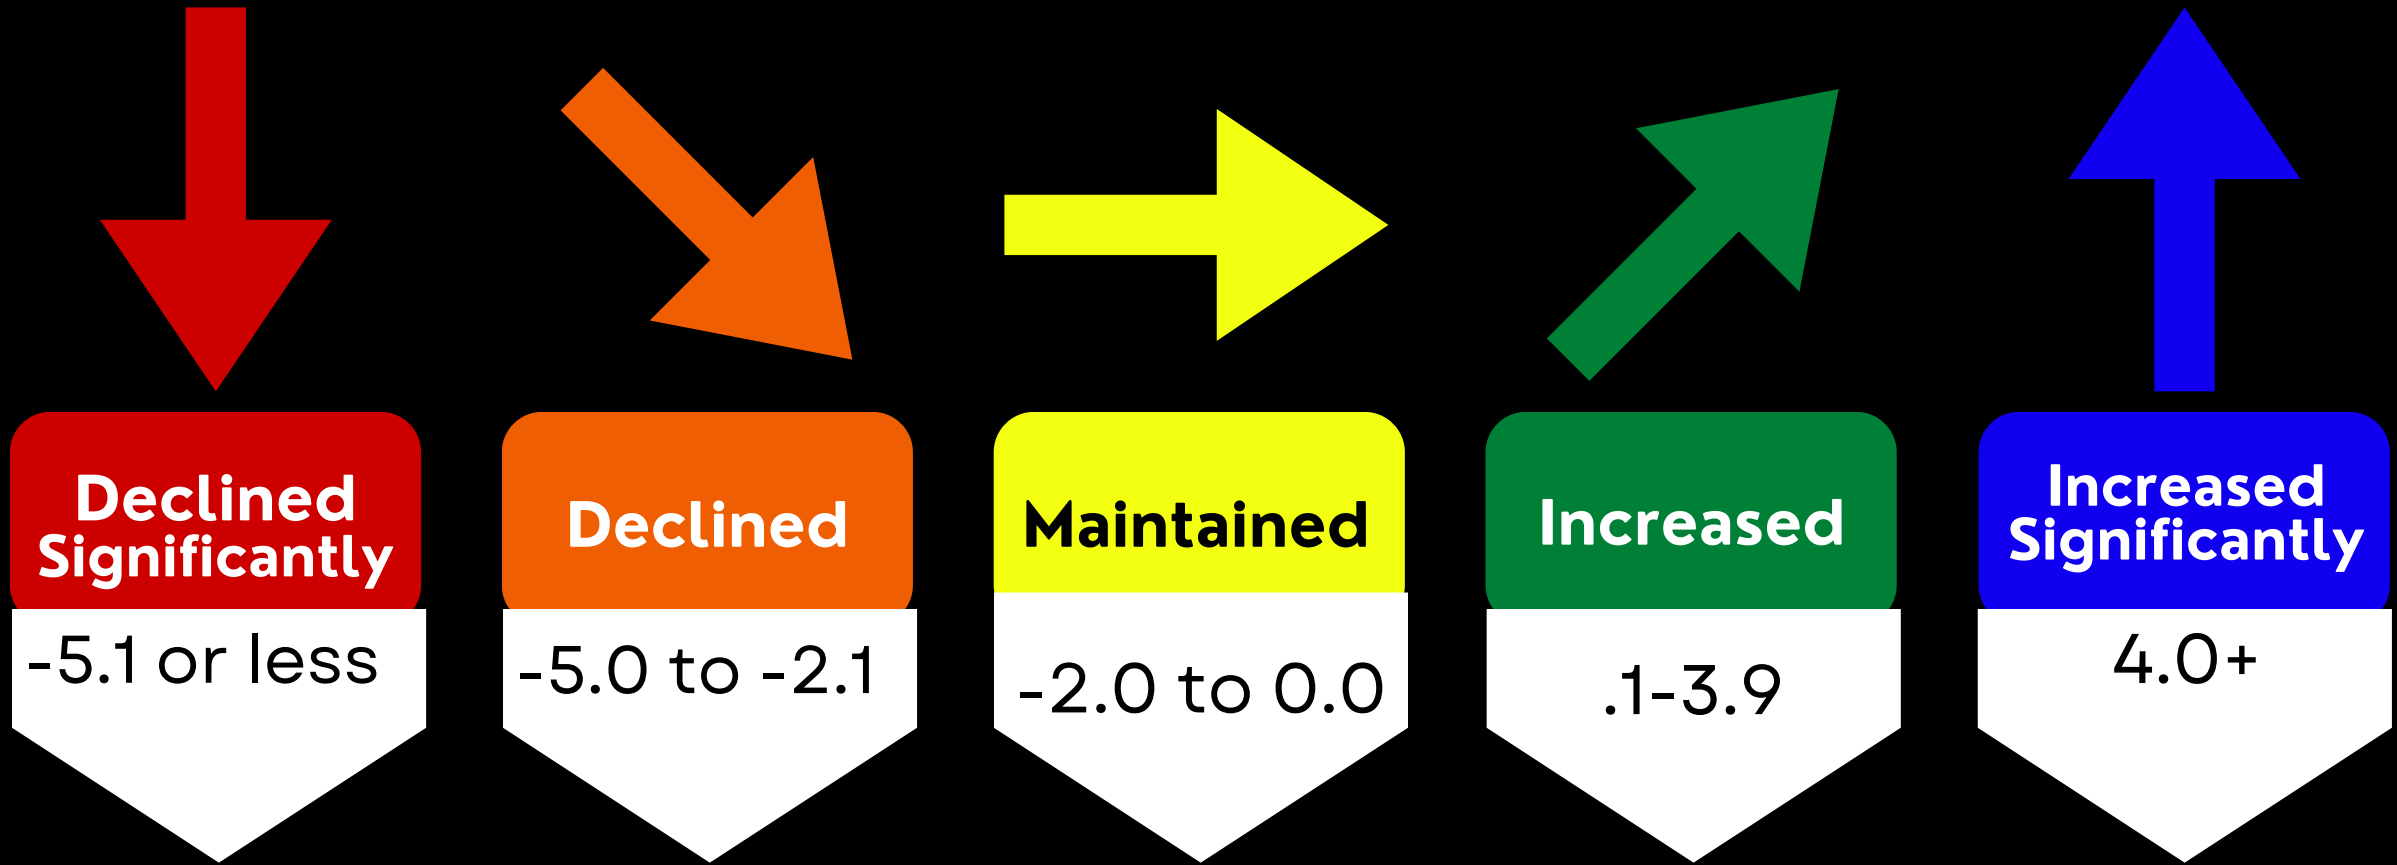 Declined
Significantly
-5.1 or less
Declined
-5.0 to -2.1
Maintained
-2.0 to 0.0
Increased
.1-3.9
Increased
Significantly
4.0+